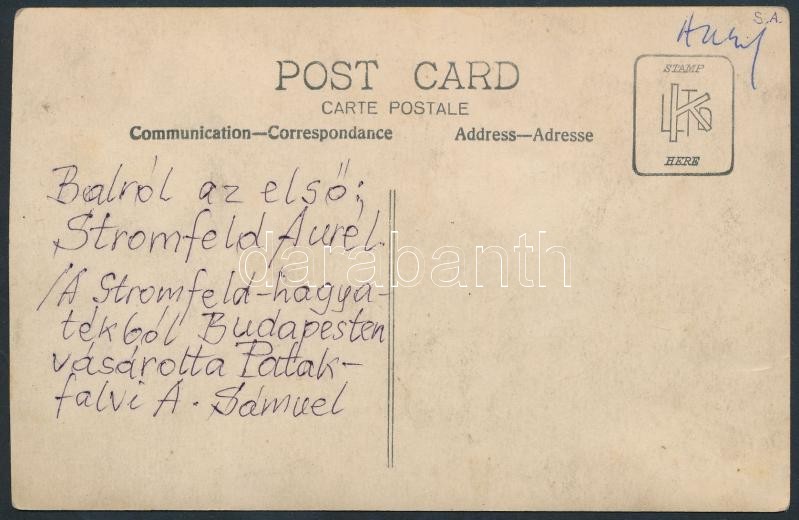 S.A.
POST CARD
CARTE POSTALE
Communication—Correspondance Address—Adresse
STAMP
K LTD
HERE
Balról az első:
Stromfeld Aurél.
/A Stromfeld-hagya-
tékból Budapesten
vásárolta Patak-
falvi A. Sámuel
darabanth